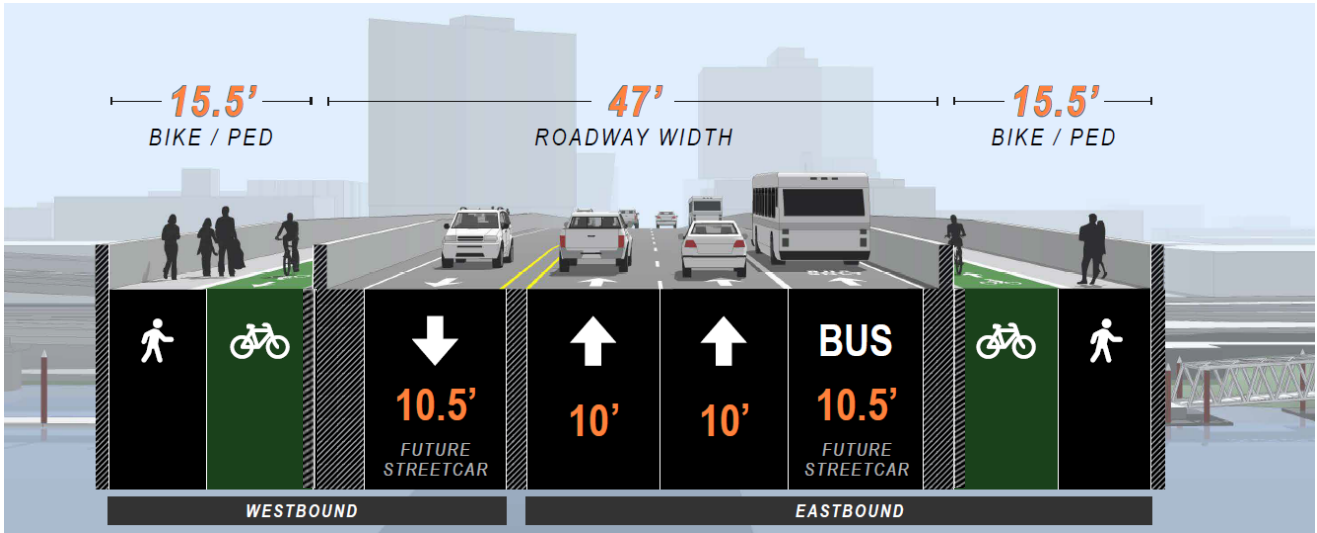 15.5’
47’
15.5’
BIKE / PED
ROADWAY WIDTH
BIKE / PED
BUS
10.5’
10’
10’
10.5’
FUTURE
STREETCAR
FUTURE
STREETCAR
WESTBOUND
EASTBOUND